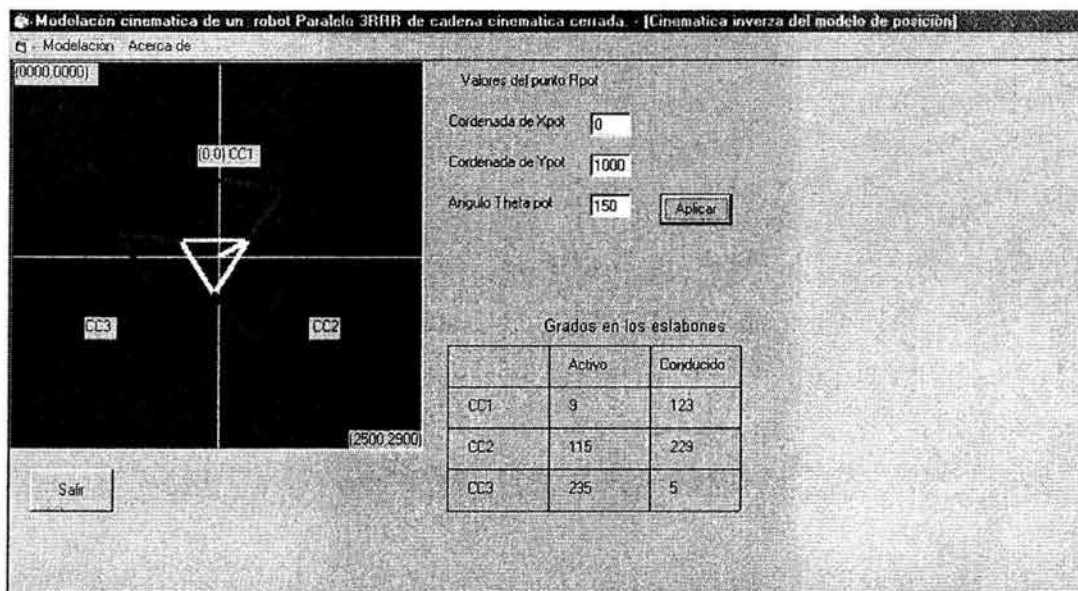 Modelación cinematica de un robot Paralelo 3RRR de cadena cinematica cerrada. - [Cinematica inverza del modelo de posición]
Modelación Acerca de
(0000,0000)
(0,0) CC1
CC3
CC2
(2500,2900)
Salir
Valores del punto Rpot
Cordenada de Xpot 0
Cordenada de Ypot 1000
Angulo Theta pot 150
Aplicar
Grados en los eslabones
Activo Conducido
CC1 9 123
CC2 115 229
CC3 235 5